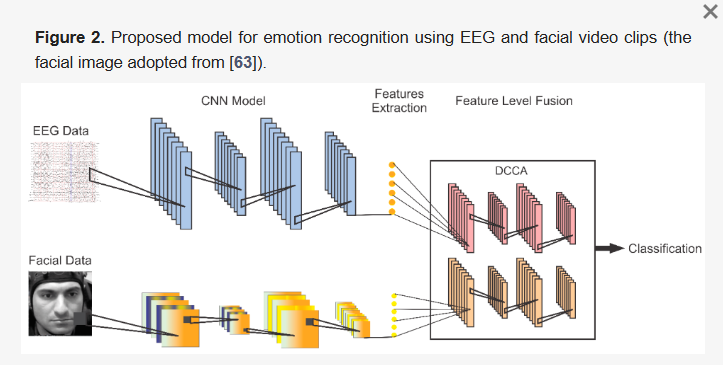 Figure 2. Proposed model for emotion recognition using EEG and facial video clips (the
facial image adopted from [63]).
CNN Model
Features
Extraction
Feature Level Fusion
EEG Data
DCCA
Classification
Facial Data